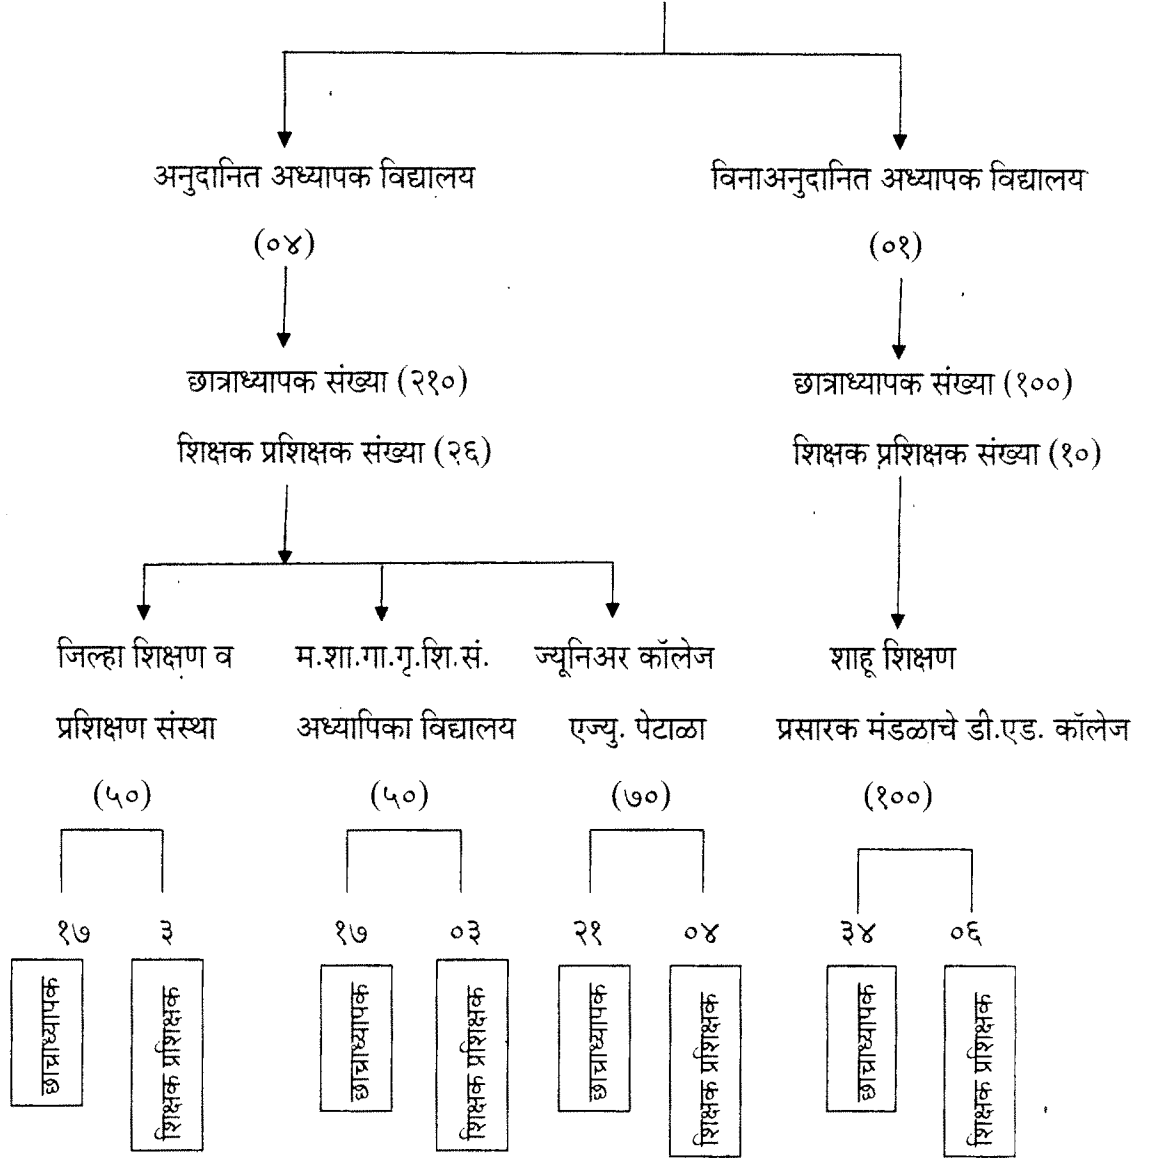 अनुदानित अध्यापक विद्यालय
(०४)
विनाअनुदानित अध्यापक विद्यालय
(०१)
छात्राध्यापक संख्या (२१०)
शिक्षक प्रशिक्षक संख्या (२६)
छात्राध्यापक संख्या (१००)
शिक्षक प्रशिक्षक संख्या (१०)
जिल्हा शिक्षण व
प्रशिक्षण संस्था
(५०)
म.शा.गा.गृ.शि.सं.
अध्यापिका विद्यालय
(५०)
ज्यूनिअर कॉलेज
एज्यु. पेटाळा
(७०)
शाहू शिक्षण
प्रसारक मंडळाचे डी.एड. कॉलेज
(१००)
१७
छात्राध्यापक
३
शिक्षक प्रशिक्षक
१७
छात्राध्यापक
०३
शिक्षक प्रशिक्षक
२१
छात्राध्यापक
०४
शिक्षक प्रशिक्षक
३४
छात्राध्यापक
०६
शिक्षक प्रशिक्षक